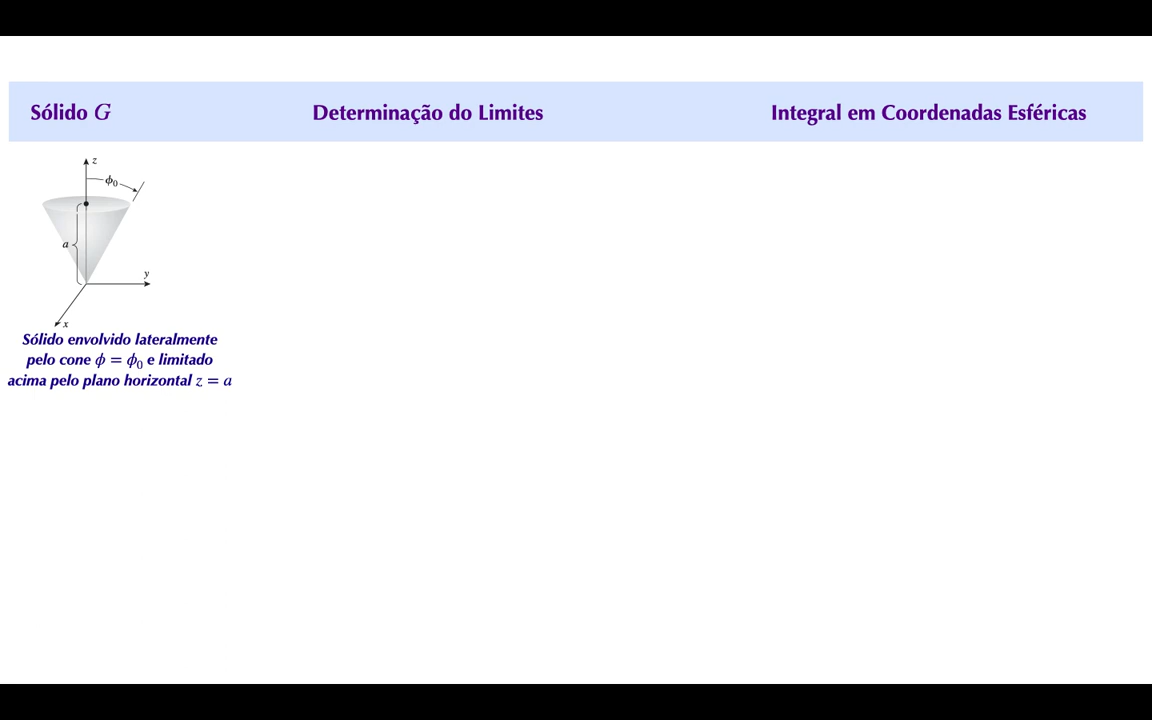 Sólido G
Determinação do Limites
Integral em Coordenadas Esféricas
z
ϕ₀
a
y
x
Sólido envolvido lateralmente
pelo cone ϕ = ϕ₀ e limitado
acima pelo plano horizontal z = a